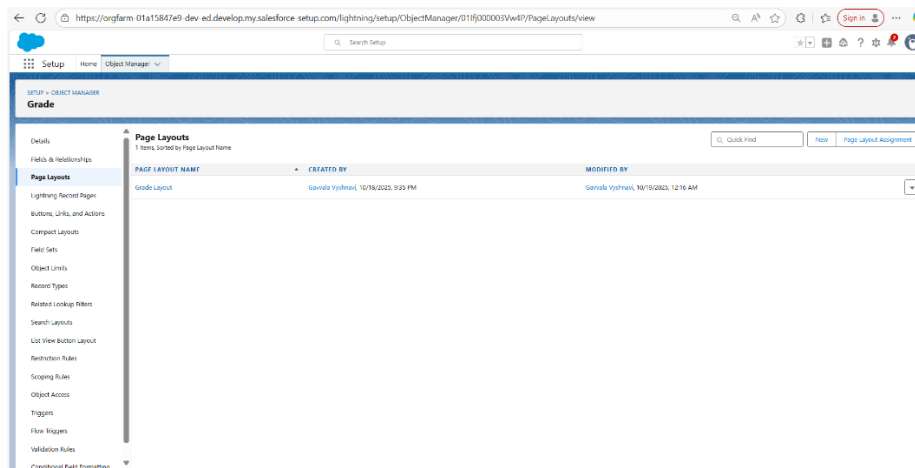 https://orgfarm-01a15847e9-dev-ed.develop.my.salesforce-setup.com/lightning/setup/ObjectManager/01Ifj000003Vw4P/PageLayouts/view
Sign in
Search Setup
Setup
Home
Object Manager
SETUP > OBJECT MANAGER
Grade
Details
Fields & Relationships
Page Layouts
Lightning Record Pages
Buttons, Links, and Actions
Compact Layouts
Field Sets
Object Limits
Record Types
Related Lookup Filters
Search Layouts
List View Button Layout
Restriction Rules
Scoping Rules
Object Access
Triggers
Flow Triggers
Validation Rules
Conditional Field Formatting
Page Layouts
1 Items, Sorted by Page Layout Name
Quick Find
New
Page Layout Assignment
PAGE LAYOUT NAME CREATED BY MODIFIED BY
Grade Layout Gavvala Vyshnavi, 10/18/2025, 9:35 PM Gavvala Vyshnavi, 10/19/2025, 12:16 AM